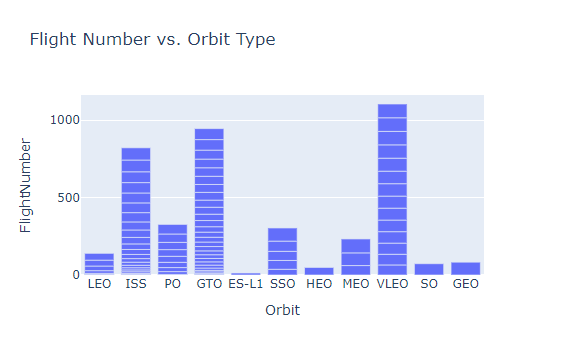 Flight Number vs. Orbit Type
FlightNumber
1000
500
0
LEO ISS PO GTO ES-L1 SSO HEO MEO VLEO SO GEO
Orbit